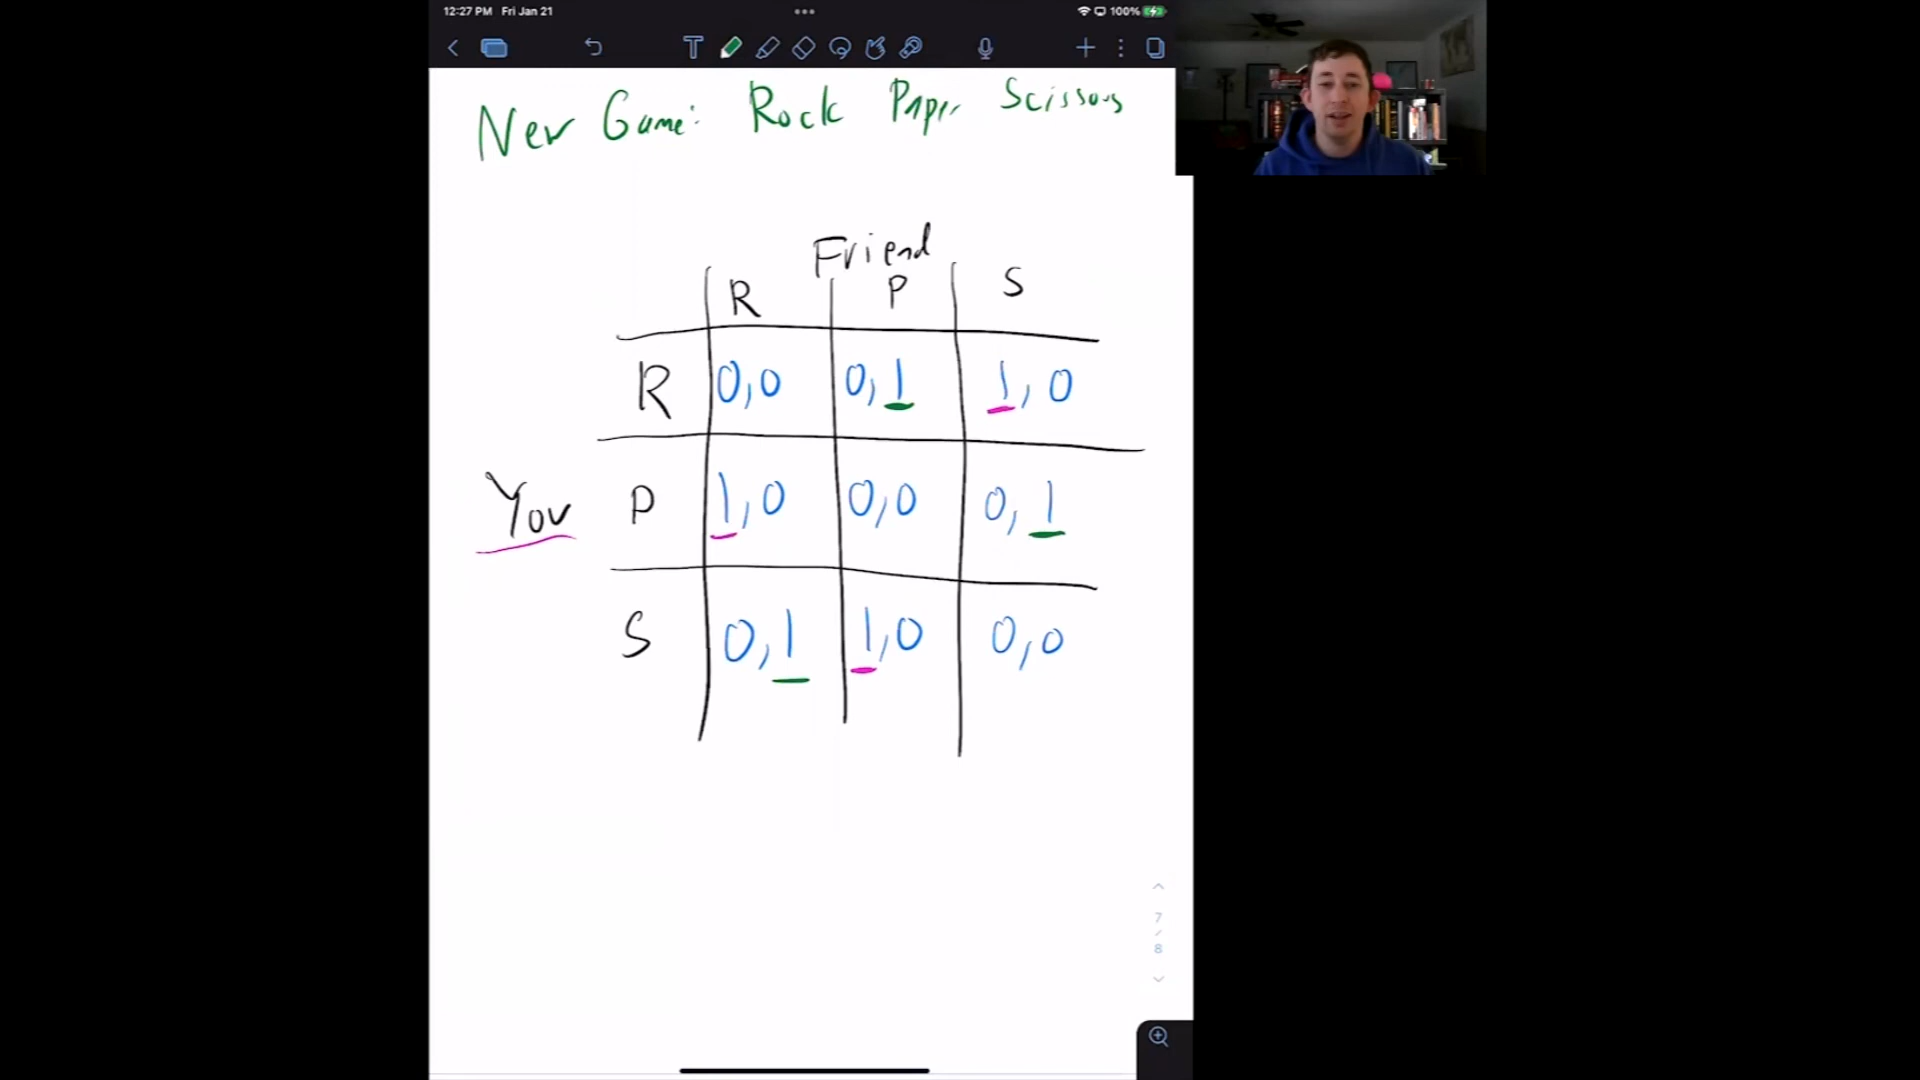 12:27 PM Fri Jan 21
100%
New Game: Rock Paper Scissors
Friend
R P S
R 0,0 0,1 1,0
You P 1,0 0,0 0,1
S 0,1 1,0 0,0
7
/
8